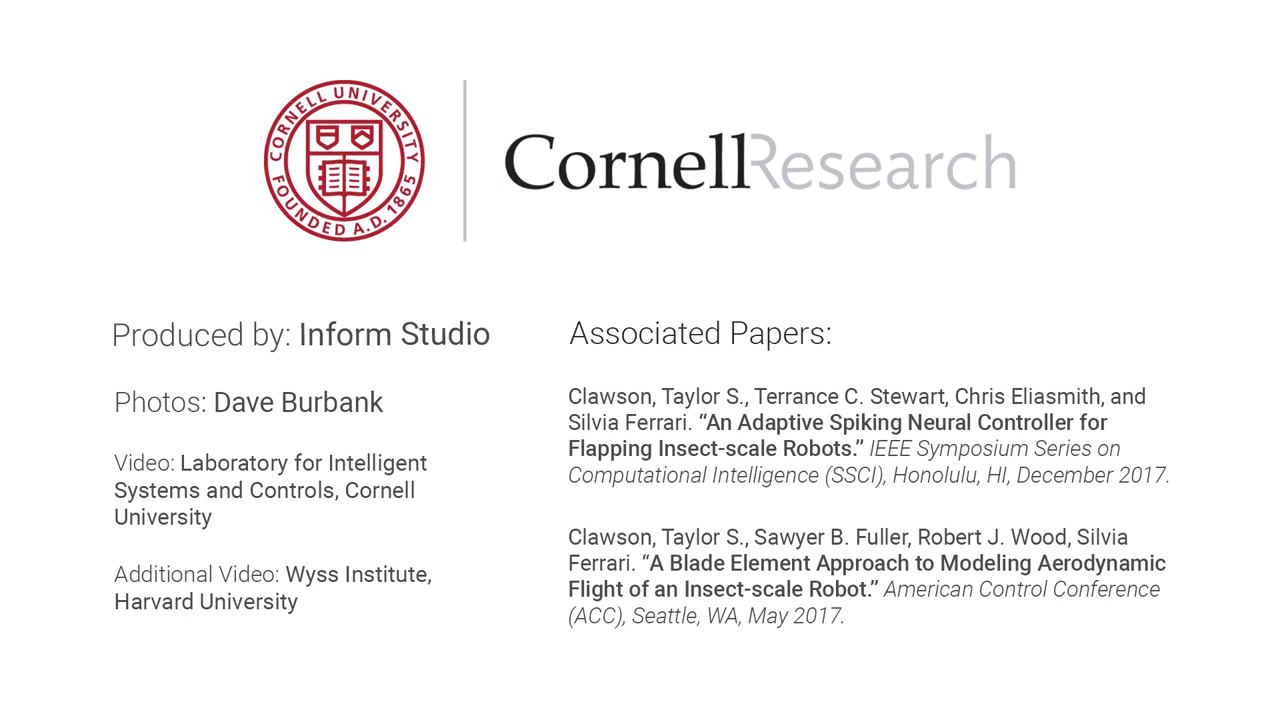 CORNELL UNIVERSITY
FOUNDED A.D. 1865
CornellResearch
Produced by: Inform Studio
Photos: Dave Burbank
Video: Laboratory for Intelligent
Systems and Controls, Cornell
University
Additional Video: Wyss Institute,
Harvard University
Associated Papers:
Clawson, Taylor S., Terrance C. Stewart, Chris Eliasmith, and
Silvia Ferrari. “An Adaptive Spiking Neural Controller for
Flapping Insect-scale Robots.” IEEE Symposium Series on
Computational Intelligence (SSCI), Honolulu, HI, December 2017.
Clawson, Taylor S., Sawyer B. Fuller, Robert J. Wood, Silvia
Ferrari. “A Blade Element Approach to Modeling Aerodynamic
Flight of an Insect-scale Robot.” American Control Conference
(ACC), Seattle, WA, May 2017.